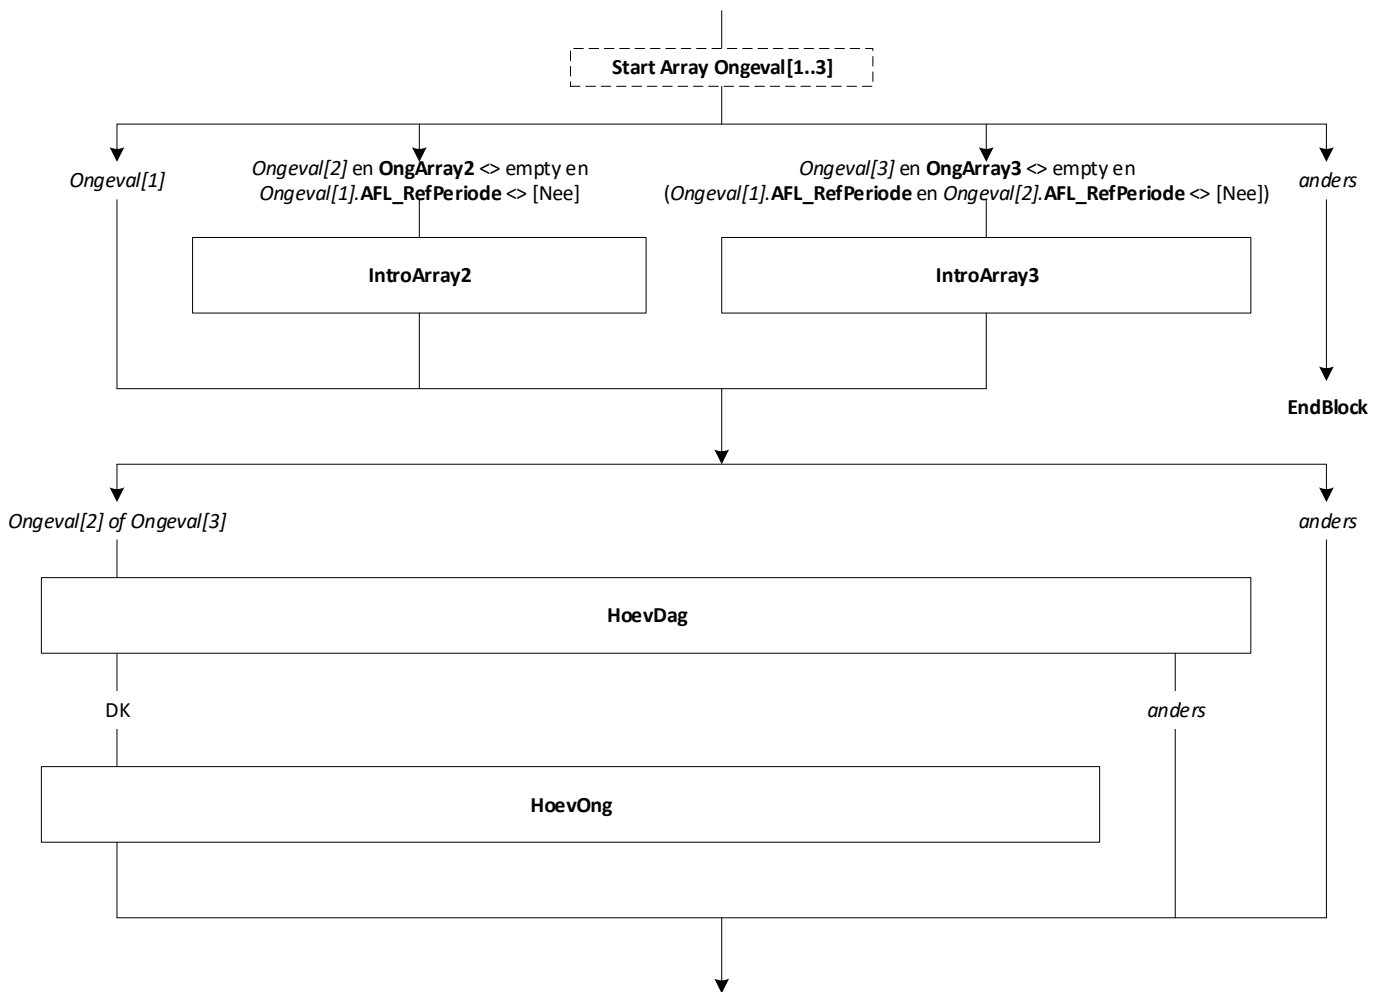 Start Array Ongeval[1..3]
Ongeval[1]
Ongeval[2] en OngArray2 <> empty en
Ongeval[1].AFL_RefPeriode <> [Nee]
Ongeval[3] en OngArray3 <> empty en
(Ongeval[1].AFL_RefPeriode en Ongeval[2].AFL_RefPeriode <> [Nee])
anders
IntroArray2
IntroArray3
EndBlock
Ongeval[2] of Ongeval[3]
anders
HoevDag
DK
anders
HoevOng